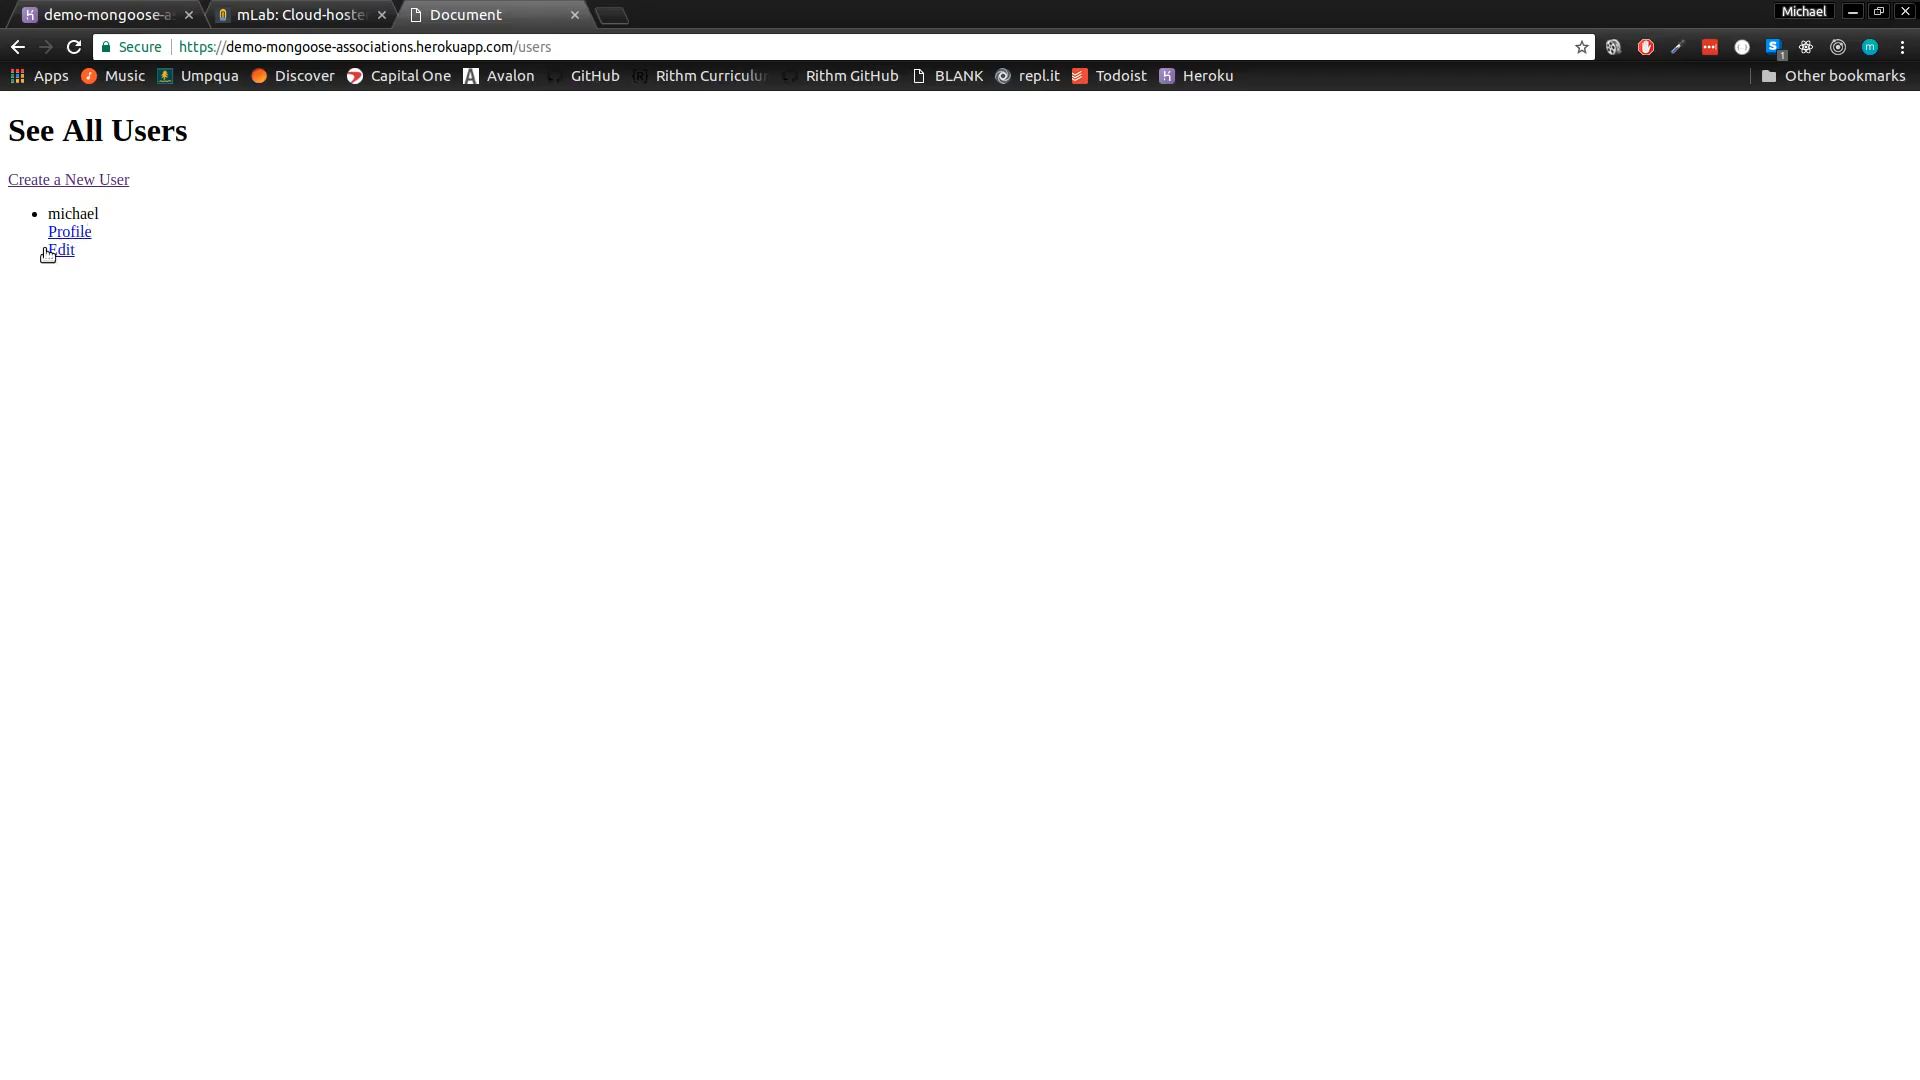 demo-mongoose-a
mLab: Cloud-hoste
Document
Michael
Secure
https://demo-mongoose-associations.herokuapp.com/users
Apps Music Umpqua Discover Capital One Avalon GitHub Rithm Curriculu Rithm GitHub BLANK repl.it Todoist Heroku Other bookmarks
See All Users
Create a New User
michael
Profile
Edit